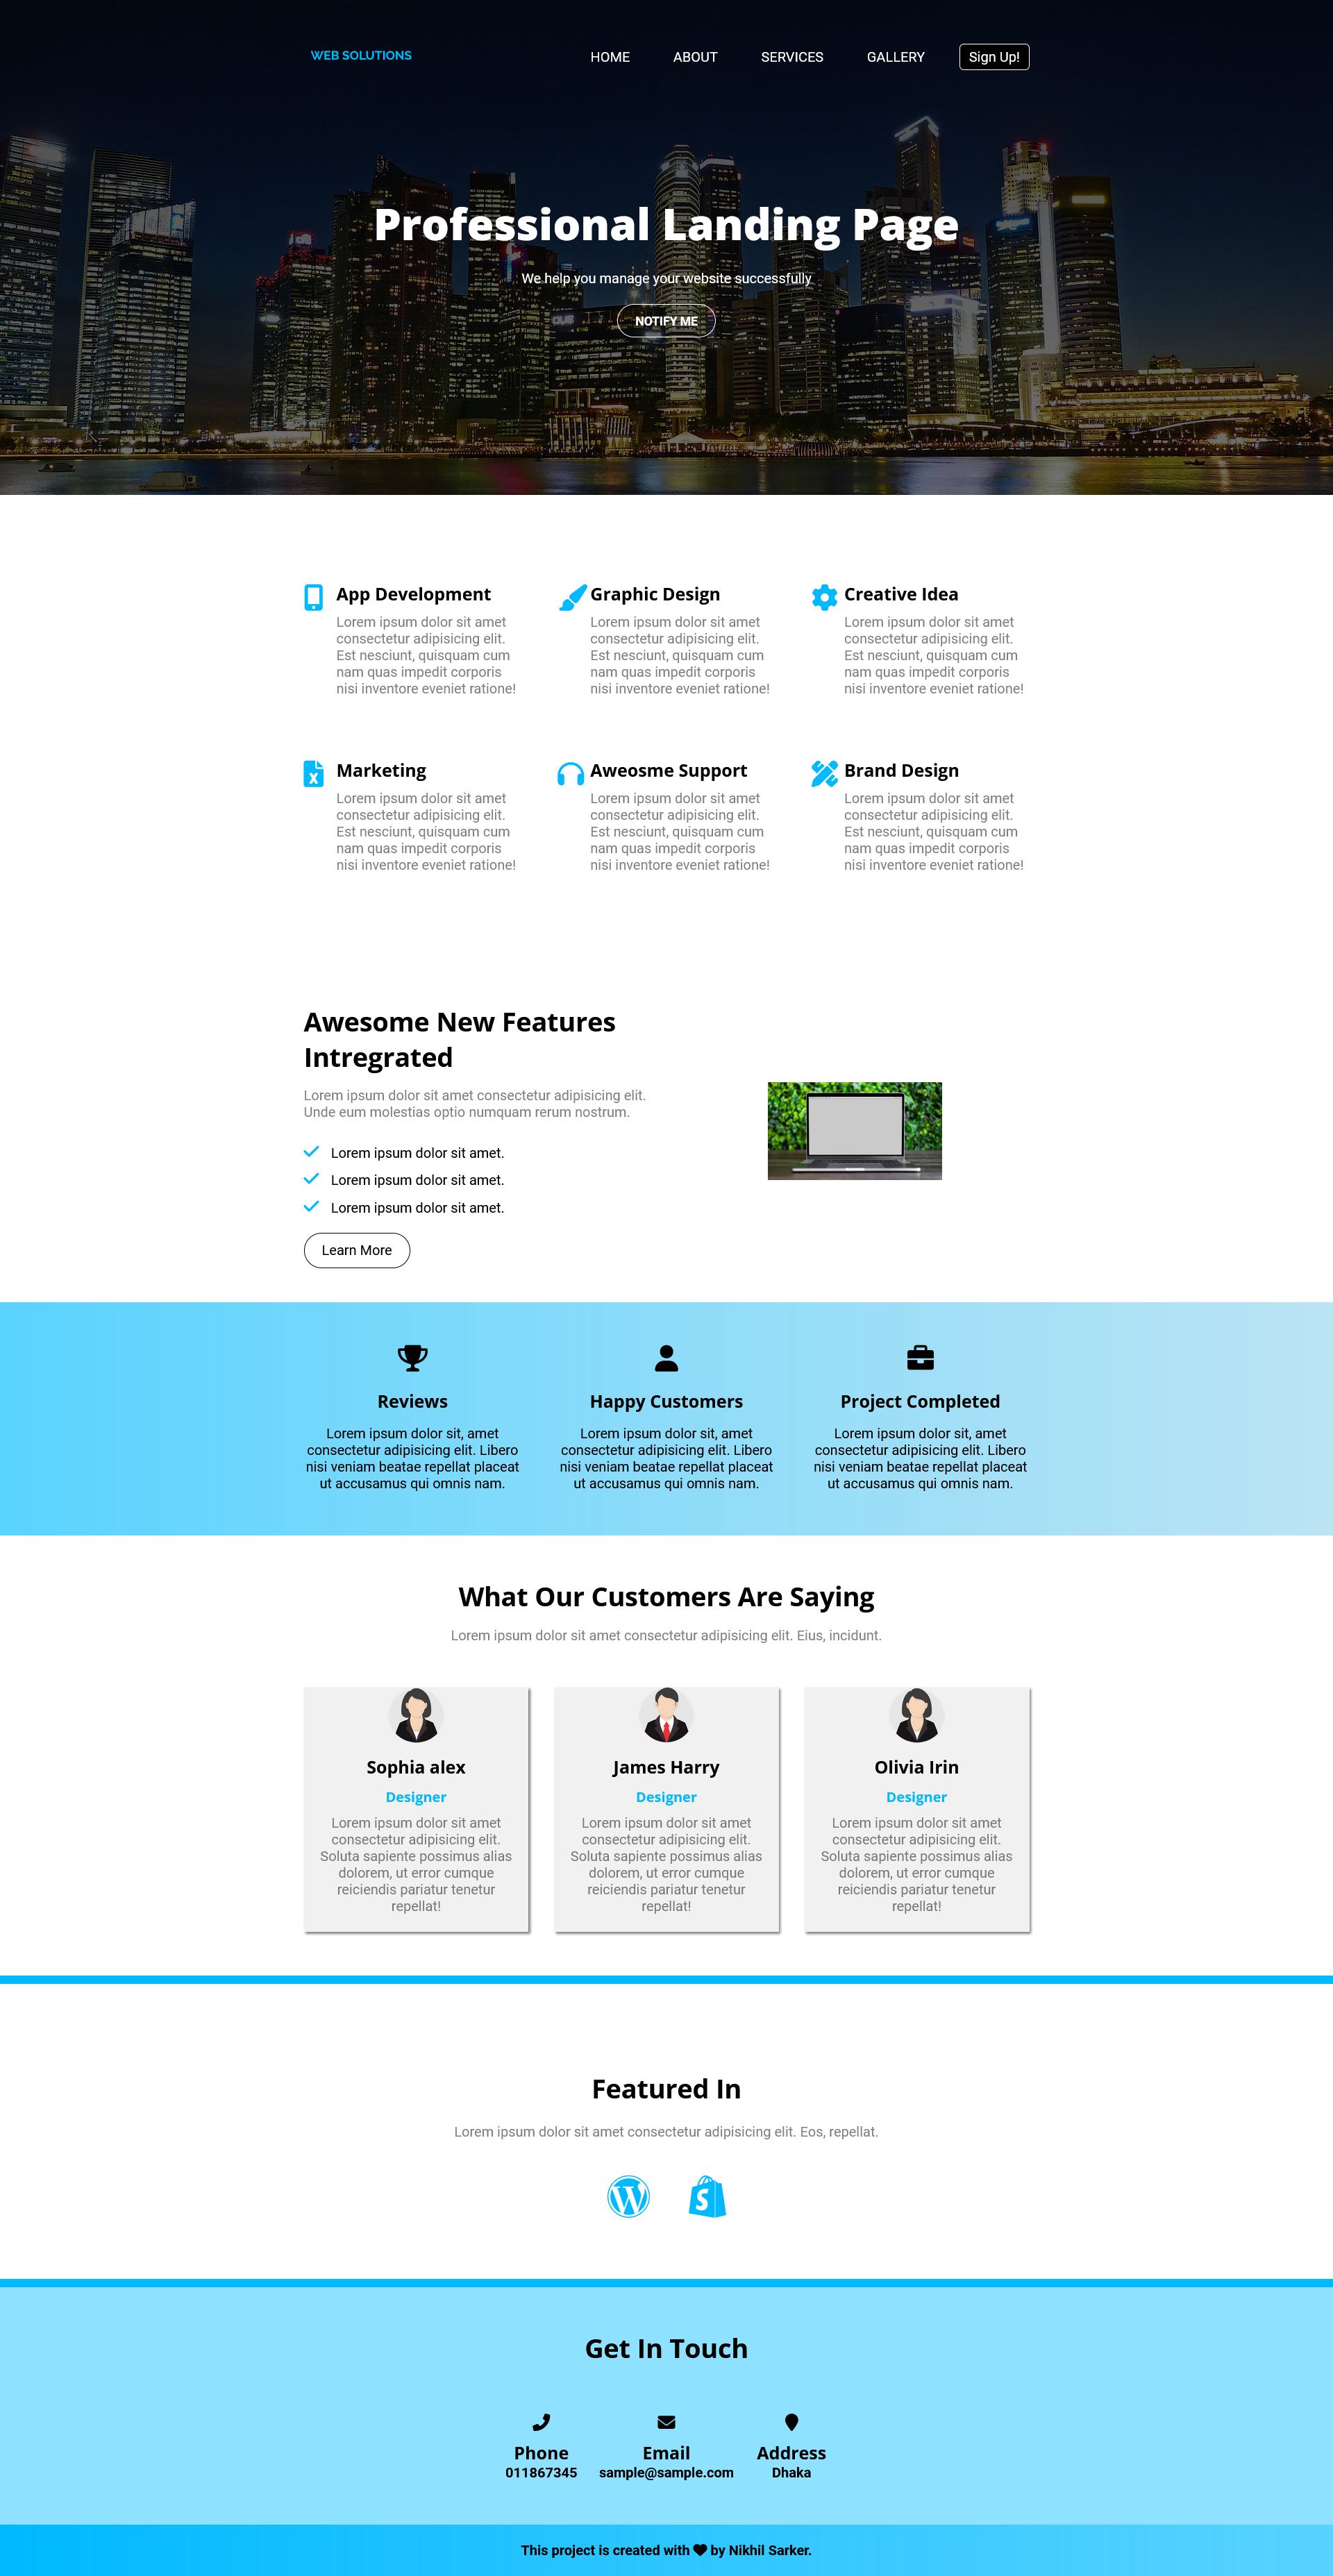 WEB SOLUTIONS
HOME ABOUT SERVICES GALLERY Sign Up!
Professional Landing Page
We help you manage your website successfully
NOTIFY ME
App Development
Lorem ipsum dolor sit amet
consectetur adipisicing elit.
Est nesciunt, quisquam cum
nam quas impedit corporis
nisi inventore eveniet ratione!
Graphic Design
Lorem ipsum dolor sit amet
consectetur adipisicing elit.
Est nesciunt, quisquam cum
nam quas impedit corporis
nisi inventore eveniet ratione!
Creative Idea
Lorem ipsum dolor sit amet
consectetur adipisicing elit.
Est nesciunt, quisquam cum
nam quas impedit corporis
nisi inventore eveniet ratione!
Marketing
Lorem ipsum dolor sit amet
consectetur adipisicing elit.
Est nesciunt, quisquam cum
nam quas impedit corporis
nisi inventore eveniet ratione!
Aweosme Support
Lorem ipsum dolor sit amet
consectetur adipisicing elit.
Est nesciunt, quisquam cum
nam quas impedit corporis
nisi inventore eveniet ratione!
Brand Design
Lorem ipsum dolor sit amet
consectetur adipisicing elit.
Est nesciunt, quisquam cum
nam quas impedit corporis
nisi inventore eveniet ratione!
Awesome New Features
Intregrated
Lorem ipsum dolor sit amet consectetur adipisicing elit.
Unde eum molestias optio numquam rerum nostrum.
Lorem ipsum dolor sit amet.
Lorem ipsum dolor sit amet.
Lorem ipsum dolor sit amet.
Learn More
Reviews
Lorem ipsum dolor sit, amet
consectetur adipisicing elit. Libero
nisi veniam beatae repellat placeat
ut accusamus qui omnis nam.
Happy Customers
Lorem ipsum dolor sit, amet
consectetur adipisicing elit. Libero
nisi veniam beatae repellat placeat
ut accusamus qui omnis nam.
Project Completed
Lorem ipsum dolor sit, amet
consectetur adipisicing elit. Libero
nisi veniam beatae repellat placeat
ut accusamus qui omnis nam.
What Our Customers Are Saying
Lorem ipsum dolor sit amet consectetur adipisicing elit. Eius, incidunt.
Sophia alex
Designer
Lorem ipsum dolor sit amet
consectetur adipisicing elit.
Soluta sapiente possimus alias
dolorem, ut error cumque
reiciendis pariatur tenetur
repellat!
James Harry
Designer
Lorem ipsum dolor sit amet
consectetur adipisicing elit.
Soluta sapiente possimus alias
dolorem, ut error cumque
reiciendis pariatur tenetur
repellat!
Olivia Irin
Designer
Lorem ipsum dolor sit amet
consectetur adipisicing elit.
Soluta sapiente possimus alias
dolorem, ut error cumque
reiciendis pariatur tenetur
repellat!
Featured In
Lorem ipsum dolor sit amet consectetur adipisicing elit. Eos, repellat.
Get In Touch
Phone
011867345
Email
sample@sample.com
Address
Dhaka
This project is created with ♥ by Nikhil Sarker.